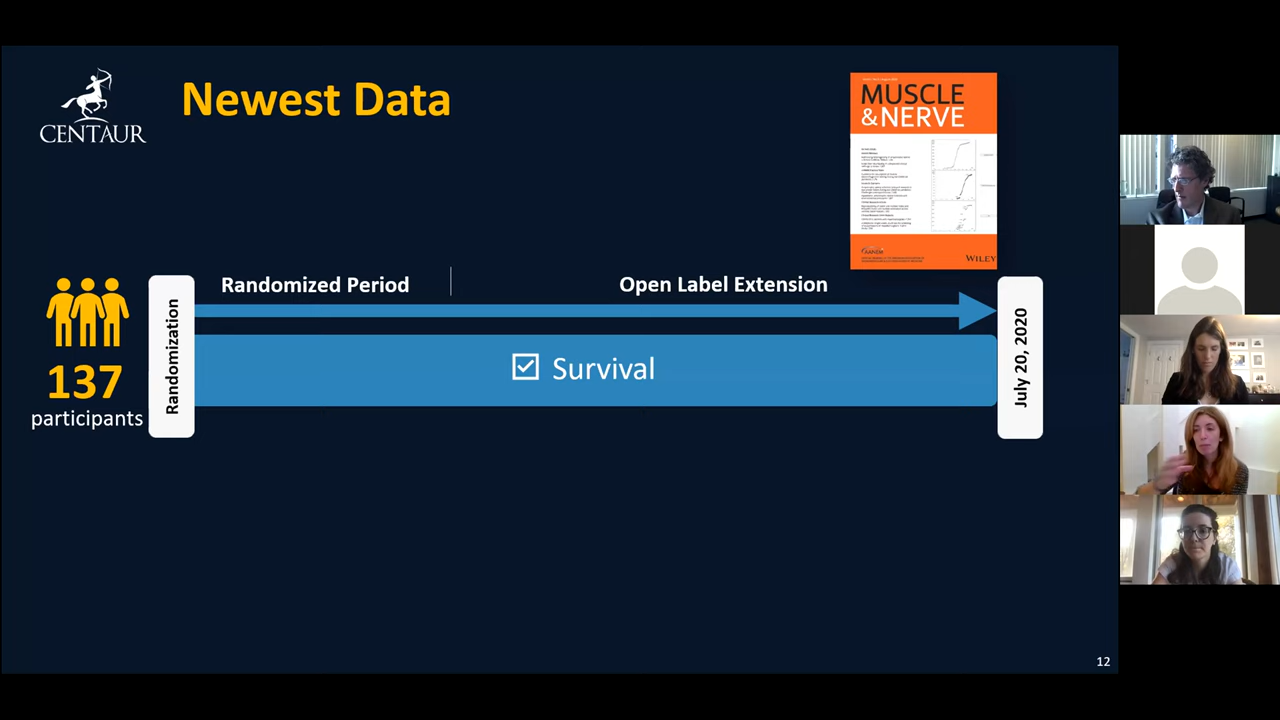 Newest Data
CENTAUR
MUSCLE
&NERVE
WILEY
Randomized Period
Open Label Extension
Randomization
Survival
July 20, 2020
137
participants
12